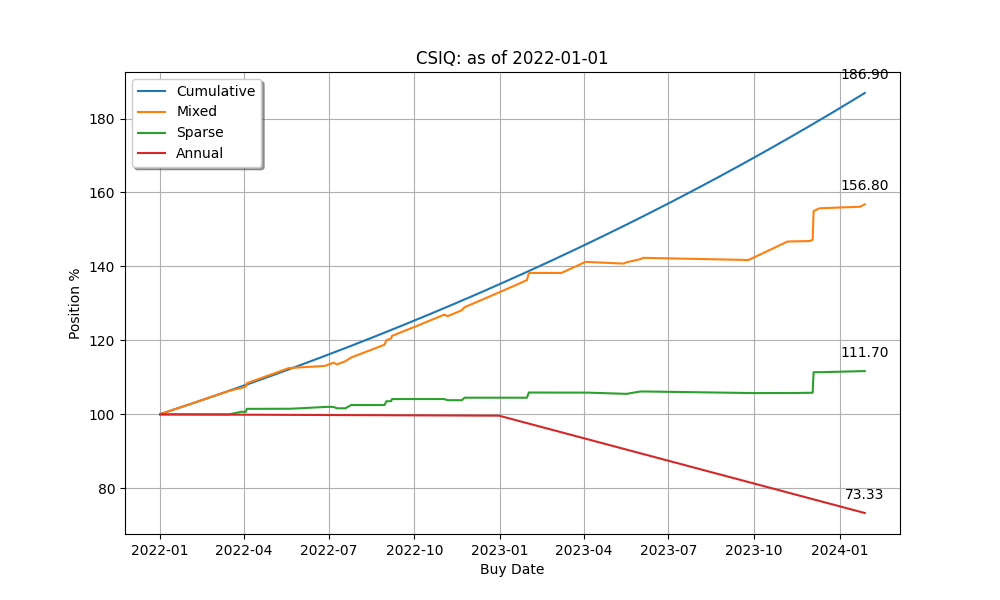 CSIQ: as of 2022-01-01
Cumulative
Mixed
Sparse
Annual
186.90
156.80
111.70
73.33
Position %
180
160
140
120
100
80
2022-01 2022-04 2022-07 2022-10 2023-01 2023-04 2023-07 2023-10 2024-01
Buy Date